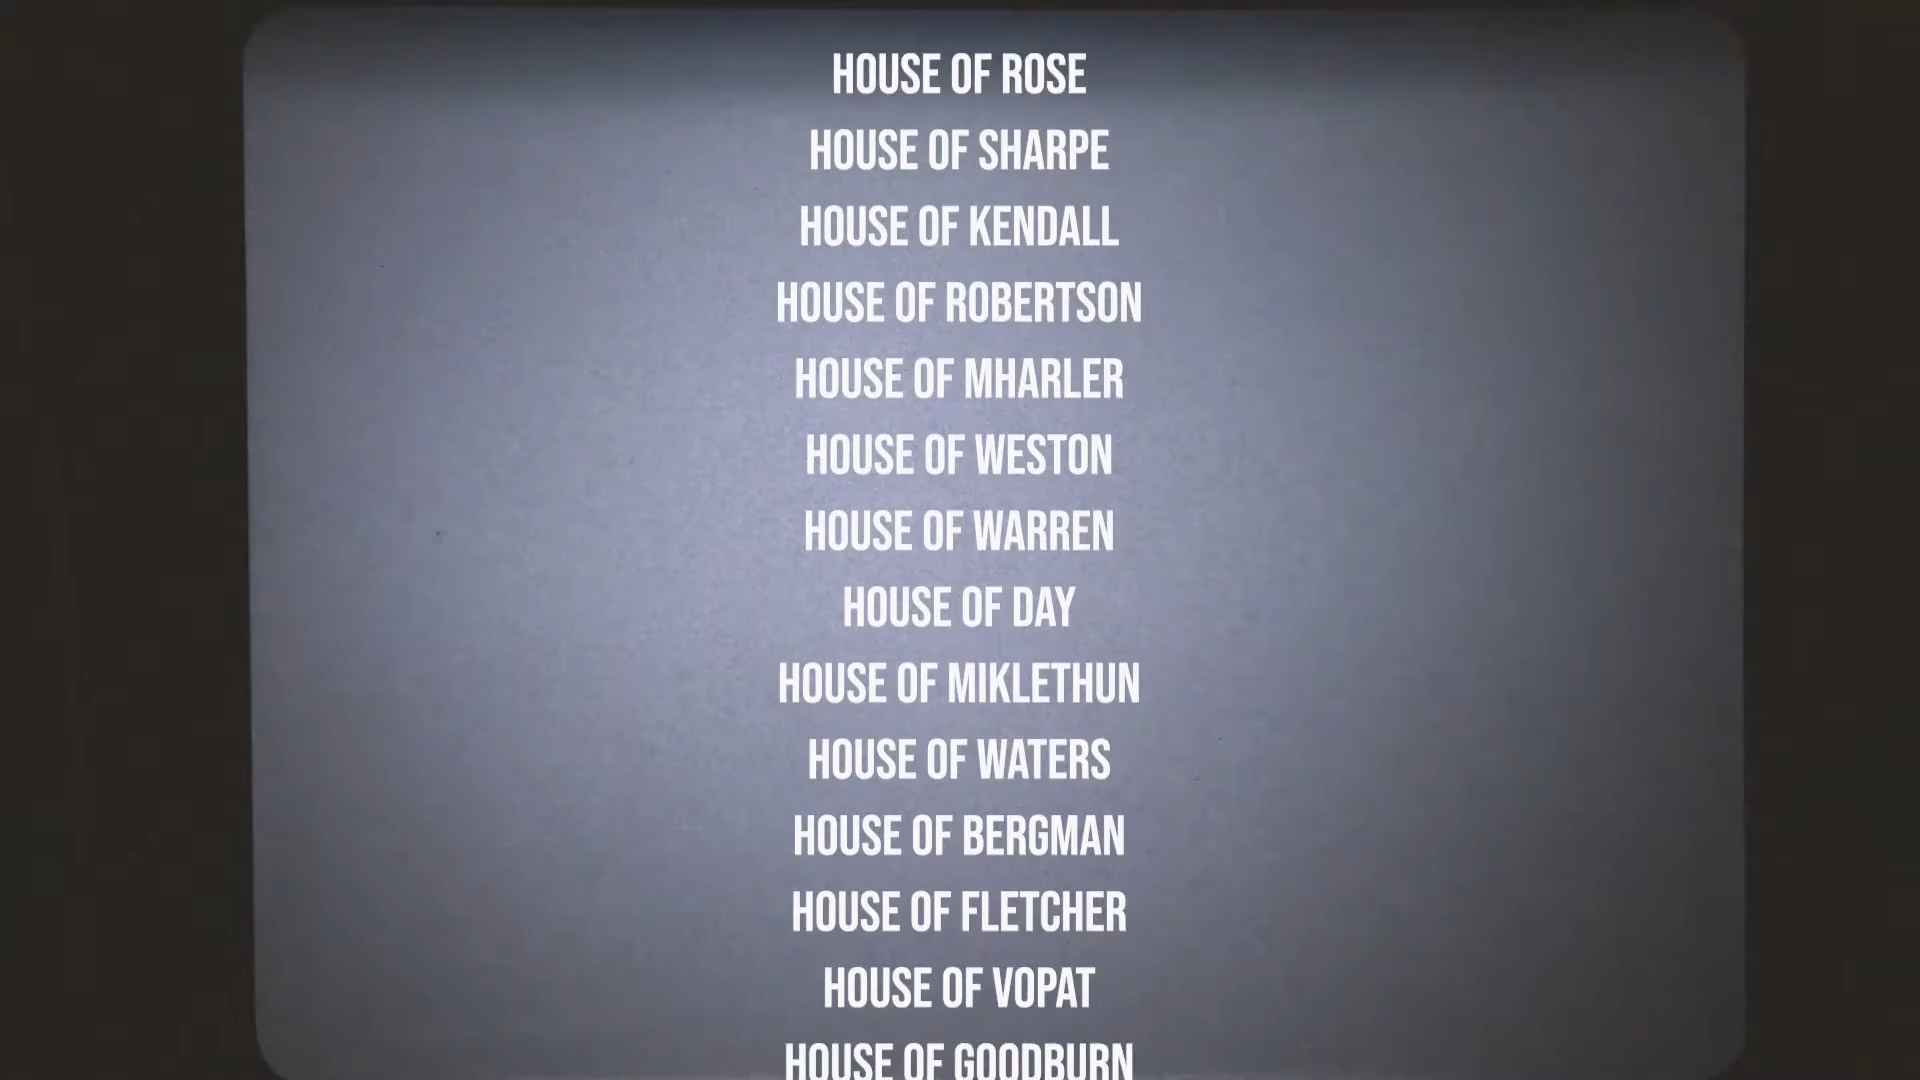 HOUSE OF ROSE
HOUSE OF SHARPE
HOUSE OF KENDALL
HOUSE OF ROBERTSON
HOUSE OF MHARLER
HOUSE OF WESTON
HOUSE OF WARREN
HOUSE OF DAY
HOUSE OF MIKLETHUN
HOUSE OF WATERS
HOUSE OF BERGMAN
HOUSE OF FLETCHER
HOUSE OF VOPAT
HOUSE OF GOODBURN